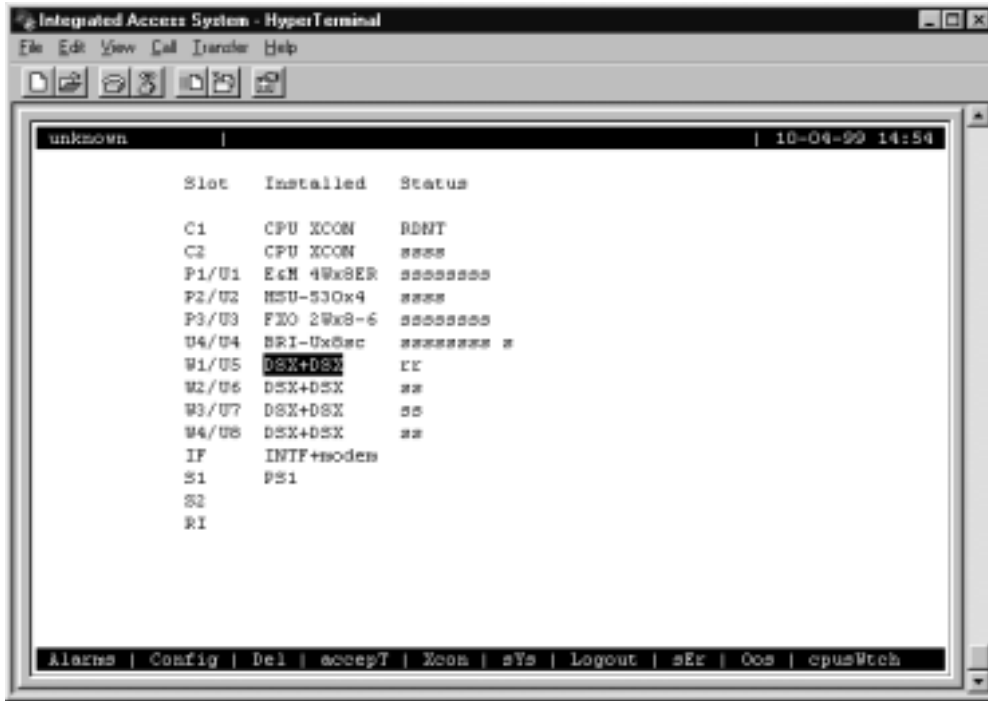 Integrated Access System - HyperTerminal
File Edit View Call Transfer Help
unknown | | 10-04-99 14:54
Slot Installed Status
C1 CPU XCON RDNT
C2 CPU XCON ssss
P1/U1 E&M 4Wx8ER ssssssss
P2/U2 HSU-530x4 ssss
P3/U3 FXO 2Wx8-6 ssssssss
U4/U4 BRI-Ux8sc ssssssss s
W1/U5 DSX+DSX rr
W2/U6 DSX+DSX ss
W3/U7 DSX+DSX ss
W4/U8 DSX+DSX ss
IF INTF+modem
S1 PS1
S2
RI
Alarms | Config | Del | accepT | Xcon | sYs | Logout | sEr | Oos | cpusWtch